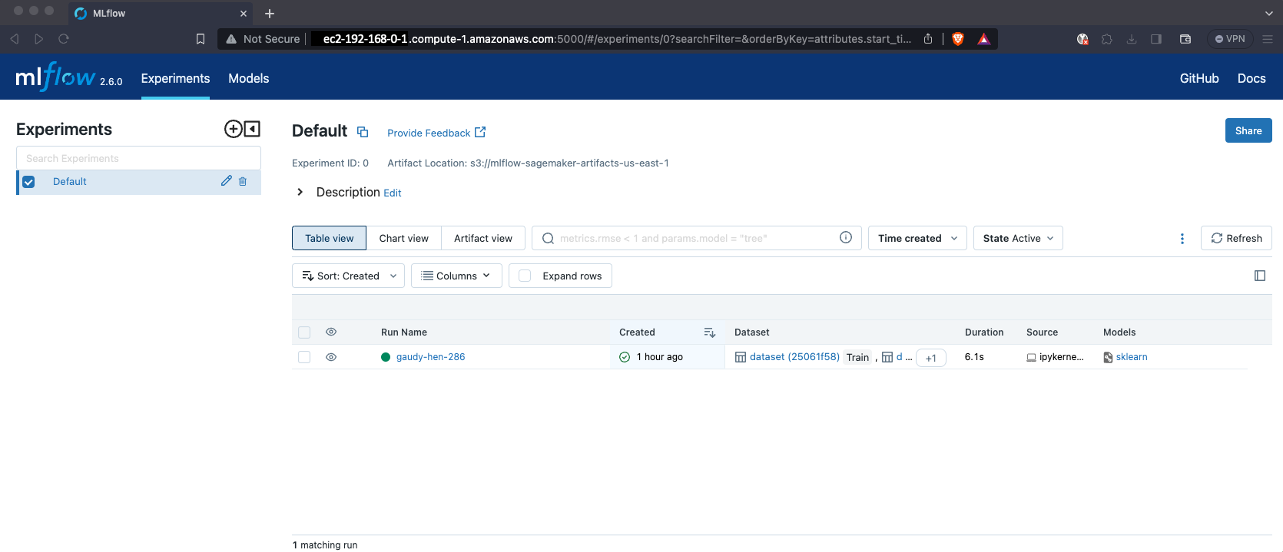 MLflow
Not Secure ec2-192-168-0-1.compute-1.amazonaws.com:5000/#/experiments/0?searchFilter=&orderByKey=attributes.start_ti... VPN
mlflow 2.6.0 Experiments Models GitHub Docs
Experiments
Search Experiments
Default
Default Provide Feedback Share
Experiment ID: 0 Artifact Location: s3://mlflow-sagemaker-artifacts-us-east-1
Description Edit
Table view Chart view Artifact view metrics.rmse < 1 and params.model = "tree" Time created State Active Refresh
Sort: Created Columns Expand rows
Run Name Created Dataset Duration Source Models
gaudy-hen-286 1 hour ago dataset (25061f58) Train , d ... +1 6.1s ipykerne... sklearn
1 matching run